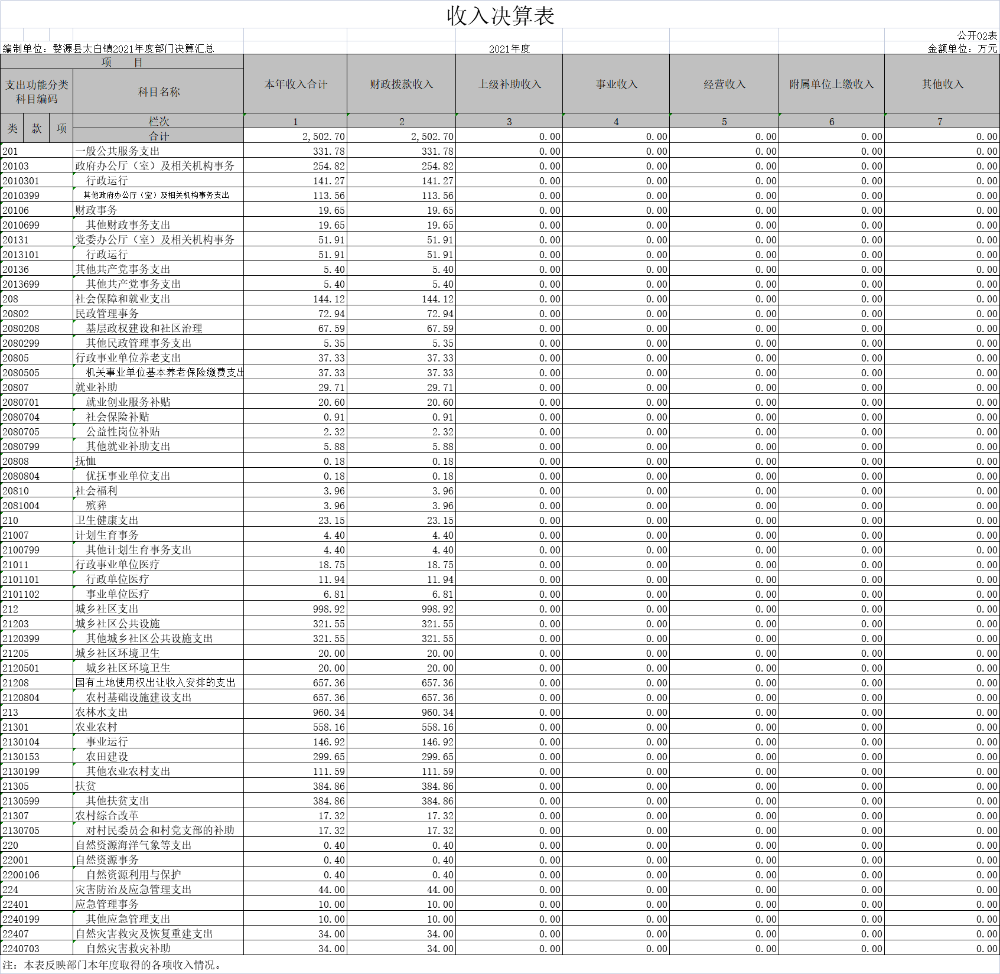 收入决算表
公开02表
编制单位：婺源县太白镇2021年度部门决算汇总 2021年度 金额单位：万元
项 目
支出功能分类科目编码 科目名称 本年收入合计 财政拨款收入 上级补助收入 事业收入 经营收入 附属单位上缴收入 其他收入
类 款 项 栏次 1 2 3 4 5 6 7
合计 2,502.70 2,502.70 0.00 0.00 0.00 0.00 0.00
201 一般公共服务支出 331.78 331.78 0.00 0.00 0.00 0.00 0.00
20103 政府办公厅（室）及相关机构事务 254.82 254.82 0.00 0.00 0.00 0.00 0.00
2010301 行政运行 141.27 141.27 0.00 0.00 0.00 0.00 0.00
2010399 其他政府办公厅（室）及相关机构事务支出 113.56 113.56 0.00 0.00 0.00 0.00 0.00
20106 财政事务 19.65 19.65 0.00 0.00 0.00 0.00 0.00
2010699 其他财政事务支出 19.65 19.65 0.00 0.00 0.00 0.00 0.00
20131 党委办公厅（室）及相关机构事务 51.91 51.91 0.00 0.00 0.00 0.00 0.00
2013101 行政运行 51.91 51.91 0.00 0.00 0.00 0.00 0.00
20136 其他共产党事务支出 5.40 5.40 0.00 0.00 0.00 0.00 0.00
2013699 其他共产党事务支出 5.40 5.40 0.00 0.00 0.00 0.00 0.00
208 社会保障和就业支出 144.12 144.12 0.00 0.00 0.00 0.00 0.00
20802 民政管理事务 72.94 72.94 0.00 0.00 0.00 0.00 0.00
2080208 基层政权建设和社区治理 67.59 67.59 0.00 0.00 0.00 0.00 0.00
2080299 其他民政管理事务支出 5.35 5.35 0.00 0.00 0.00 0.00 0.00
20805 行政事业单位养老支出 37.33 37.33 0.00 0.00 0.00 0.00 0.00
2080505 机关事业单位基本养老保险缴费支出 37.33 37.33 0.00 0.00 0.00 0.00 0.00
20807 就业补助 29.71 29.71 0.00 0.00 0.00 0.00 0.00
2080701 就业创业服务补贴 20.60 20.60 0.00 0.00 0.00 0.00 0.00
2080704 社会保险补贴 0.91 0.91 0.00 0.00 0.00 0.00 0.00
2080705 公益性岗位补贴 2.32 2.32 0.00 0.00 0.00 0.00 0.00
2080799 其他就业补助支出 5.88 5.88 0.00 0.00 0.00 0.00 0.00
20808 抚恤 0.18 0.18 0.00 0.00 0.00 0.00 0.00
2080804 优抚事业单位支出 0.18 0.18 0.00 0.00 0.00 0.00 0.00
20810 社会福利 3.96 3.96 0.00 0.00 0.00 0.00 0.00
2081004 殡葬 3.96 3.96 0.00 0.00 0.00 0.00 0.00
210 卫生健康支出 23.15 23.15 0.00 0.00 0.00 0.00 0.00
21007 计划生育事务 4.40 4.40 0.00 0.00 0.00 0.00 0.00
2100799 其他计划生育事务支出 4.40 4.40 0.00 0.00 0.00 0.00 0.00
21011 行政事业单位医疗 18.75 18.75 0.00 0.00 0.00 0.00 0.00
2101101 行政单位医疗 11.94 11.94 0.00 0.00 0.00 0.00 0.00
2101102 事业单位医疗 6.81 6.81 0.00 0.00 0.00 0.00 0.00
212 城乡社区支出 998.92 998.92 0.00 0.00 0.00 0.00 0.00
21203 城乡社区公共设施 321.55 321.55 0.00 0.00 0.00 0.00 0.00
2120399 其他城乡社区公共设施支出 321.55 321.55 0.00 0.00 0.00 0.00 0.00
21205 城乡社区环境卫生 20.00 20.00 0.00 0.00 0.00 0.00 0.00
2120501 城乡社区环境卫生 20.00 20.00 0.00 0.00 0.00 0.00 0.00
21208 国有土地使用权出让收入安排的支出 657.36 657.36 0.00 0.00 0.00 0.00 0.00
2120804 农村基础设施建设支出 657.36 657.36 0.00 0.00 0.00 0.00 0.00
213 农林水支出 960.34 960.34 0.00 0.00 0.00 0.00 0.00
21301 农业农村 558.16 558.16 0.00 0.00 0.00 0.00 0.00
2130104 事业运行 146.92 146.92 0.00 0.00 0.00 0.00 0.00
2130153 农田建设 299.65 299.65 0.00 0.00 0.00 0.00 0.00
2130199 其他农业农村支出 111.59 111.59 0.00 0.00 0.00 0.00 0.00
21305 扶贫 384.86 384.86 0.00 0.00 0.00 0.00 0.00
2130599 其他扶贫支出 384.86 384.86 0.00 0.00 0.00 0.00 0.00
21307 农村综合改革 17.32 17.32 0.00 0.00 0.00 0.00 0.00
2130705 对村民委员会和村党支部的补助 17.32 17.32 0.00 0.00 0.00 0.00 0.00
220 自然资源海洋气象等支出 0.40 0.40 0.00 0.00 0.00 0.00 0.00
22001 自然资源事务 0.40 0.40 0.00 0.00 0.00 0.00 0.00
2200106 自然资源利用与保护 0.40 0.40 0.00 0.00 0.00 0.00 0.00
224 灾害防治及应急管理支出 44.00 44.00 0.00 0.00 0.00 0.00 0.00
22401 应急管理事务 10.00 10.00 0.00 0.00 0.00 0.00 0.00
2240199 其他应急管理支出 10.00 10.00 0.00 0.00 0.00 0.00 0.00
22407 自然灾害救灾及恢复重建支出 34.00 34.00 0.00 0.00 0.00 0.00 0.00
2240703 自然灾害救灾补助 34.00 34.00 0.00 0.00 0.00 0.00 0.00
注：本表反映部门本年度取得的各项收入情况。